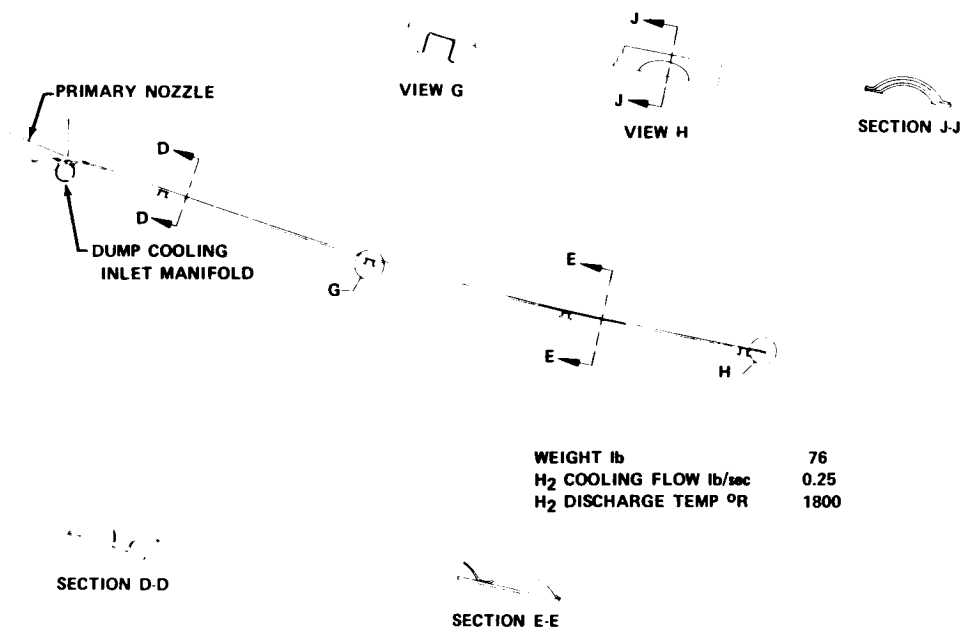 J
J
VIEW G
VIEW H
SECTION J-J
PRIMARY NOZZLE
D
D
DUMP COOLING
INLET MANIFOLD
G
E
E
H
WEIGHT lb 76
H2 COOLING FLOW lb/sec 0.25
H2 DISCHARGE TEMP ºR 1800
SECTION D-D
SECTION E-E